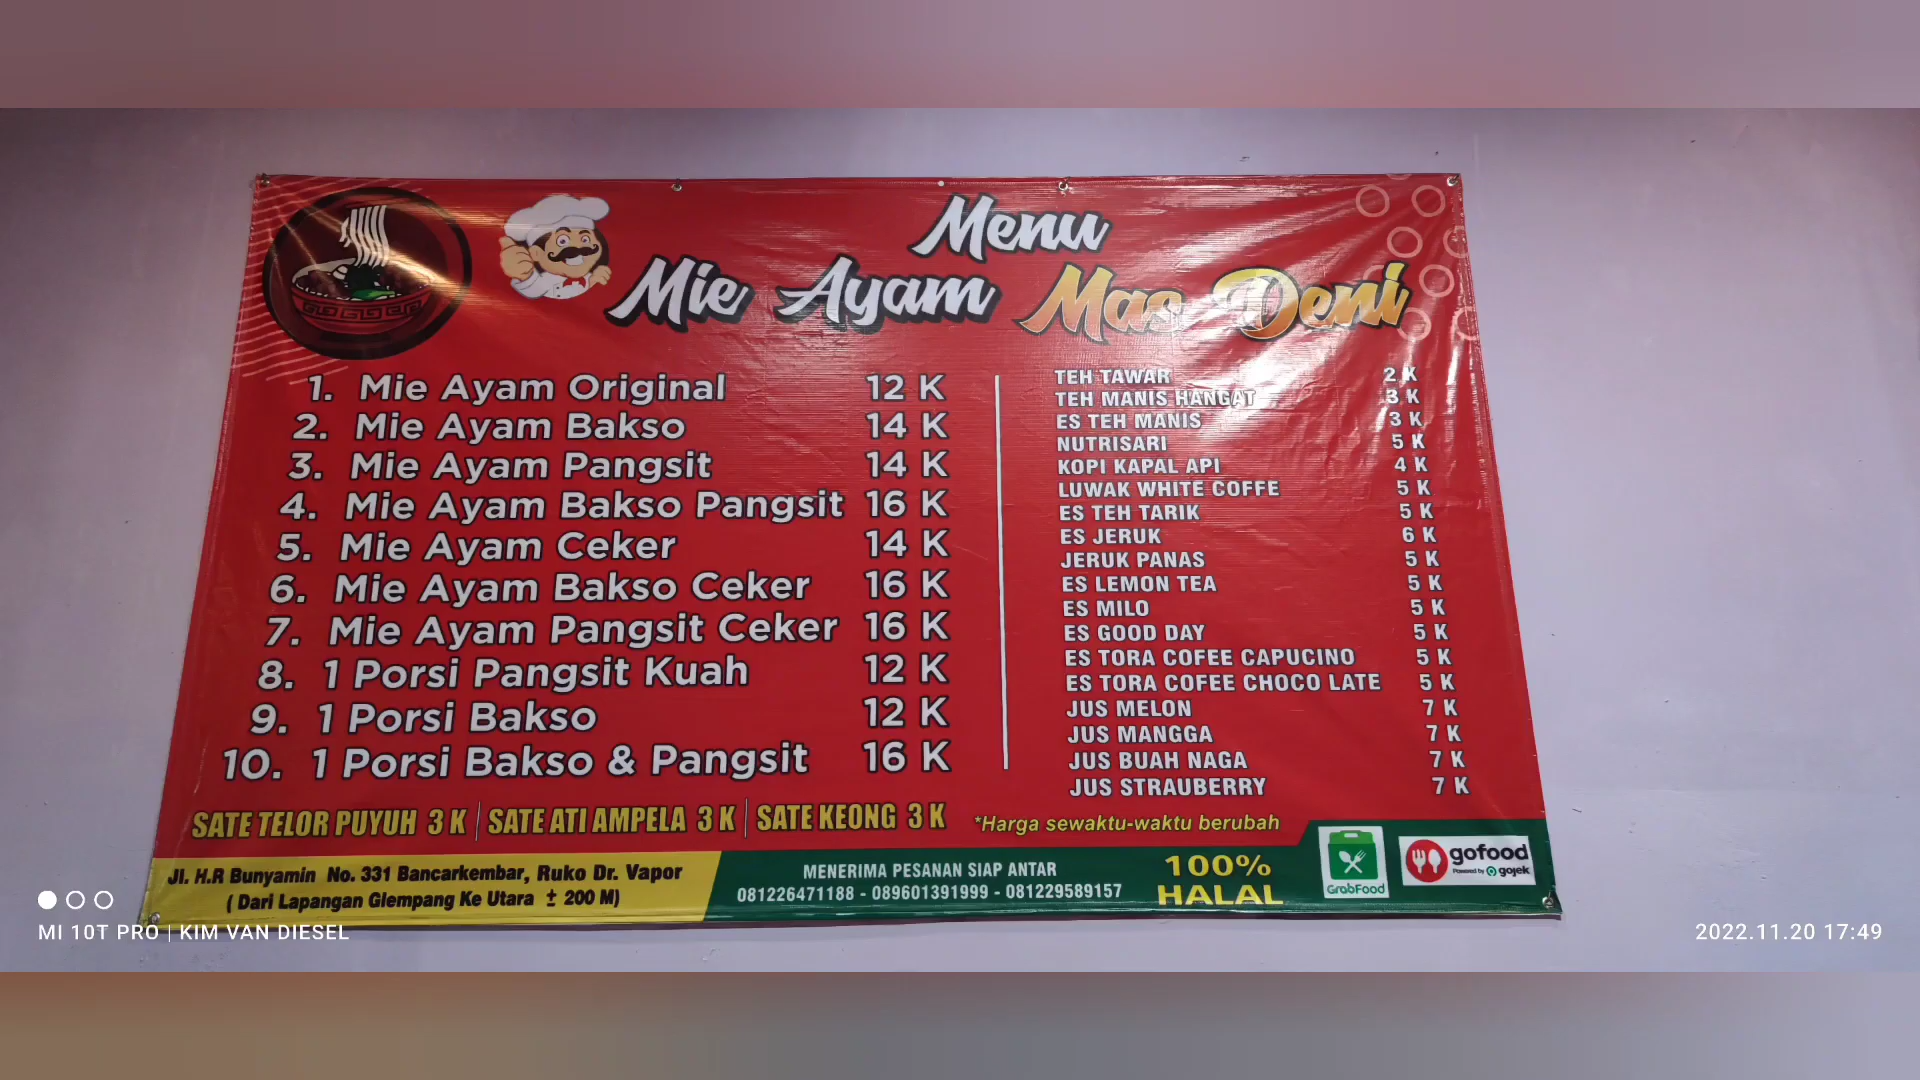 Menu
Mie Ayam Mas Deni
1. Mie Ayam Original 12 K
2. Mie Ayam Bakso 14 K
3. Mie Ayam Pangsit 14 K
4. Mie Ayam Bakso Pangsit 16 K
5. Mie Ayam Ceker 14 K
6. Mie Ayam Bakso Ceker 16 K
7. Mie Ayam Pangsit Ceker 16 K
8. 1 Porsi Pangsit Kuah 12 K
9. 1 Porsi Bakso 12 K
10. 1 Porsi Bakso & Pangsit 16 K
TEH TAWAR 2 K
TEH MANIS HANGAT 3 K
ES TEH MANIS 3 K
NUTRISARI 5 K
KOPI KAPAL API 4 K
LUWAK WHITE COFFE 5 K
ES TEH TARIK 5 K
ES JERUK 6 K
JERUK PANAS 5 K
ES LEMON TEA 5 K
ES MILO 5 K
ES GOOD DAY 5 K
ES TORA COFEE CAPUCINO 5 K
ES TORA COFEE CHOCO LATE 5 K
JUS MELON 7 K
JUS MANGGA 7 K
JUS BUAH NAGA 7 K
JUS STRAUBERRY 7 K
SATE TELOR PUYUH 3 K | SATE ATI AMPELA 3 K | SATE KEONG 3 K
*Harga sewaktu-waktu berubah
Jl. H.R Bunyamin No. 331 Bancarkembar, Ruko Dr. Vapor
( Dari Lapangan Glempang Ke Utara ± 200 M)
MENERIMA PESANAN SIAP ANTAR
081226471188 - 089601391999 - 081229589157
100%
HALAL
GrabFood
gofood
Powered by gojek
MI 10T PRO | KIM VAN DIESEL
2022.11.20 17:49